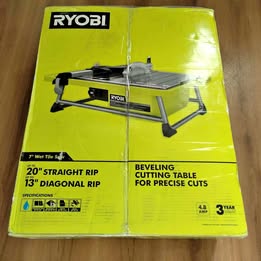 RYOBI
RYOBI
7" Wet Tile Saw
20" STRAIGHT RIP
13" DIAGONAL RIP
BEVELING
CUTTING TABLE
FOR PRECISE CUTS
SPECIFICATIONS
4.8
AMP
3 YEAR